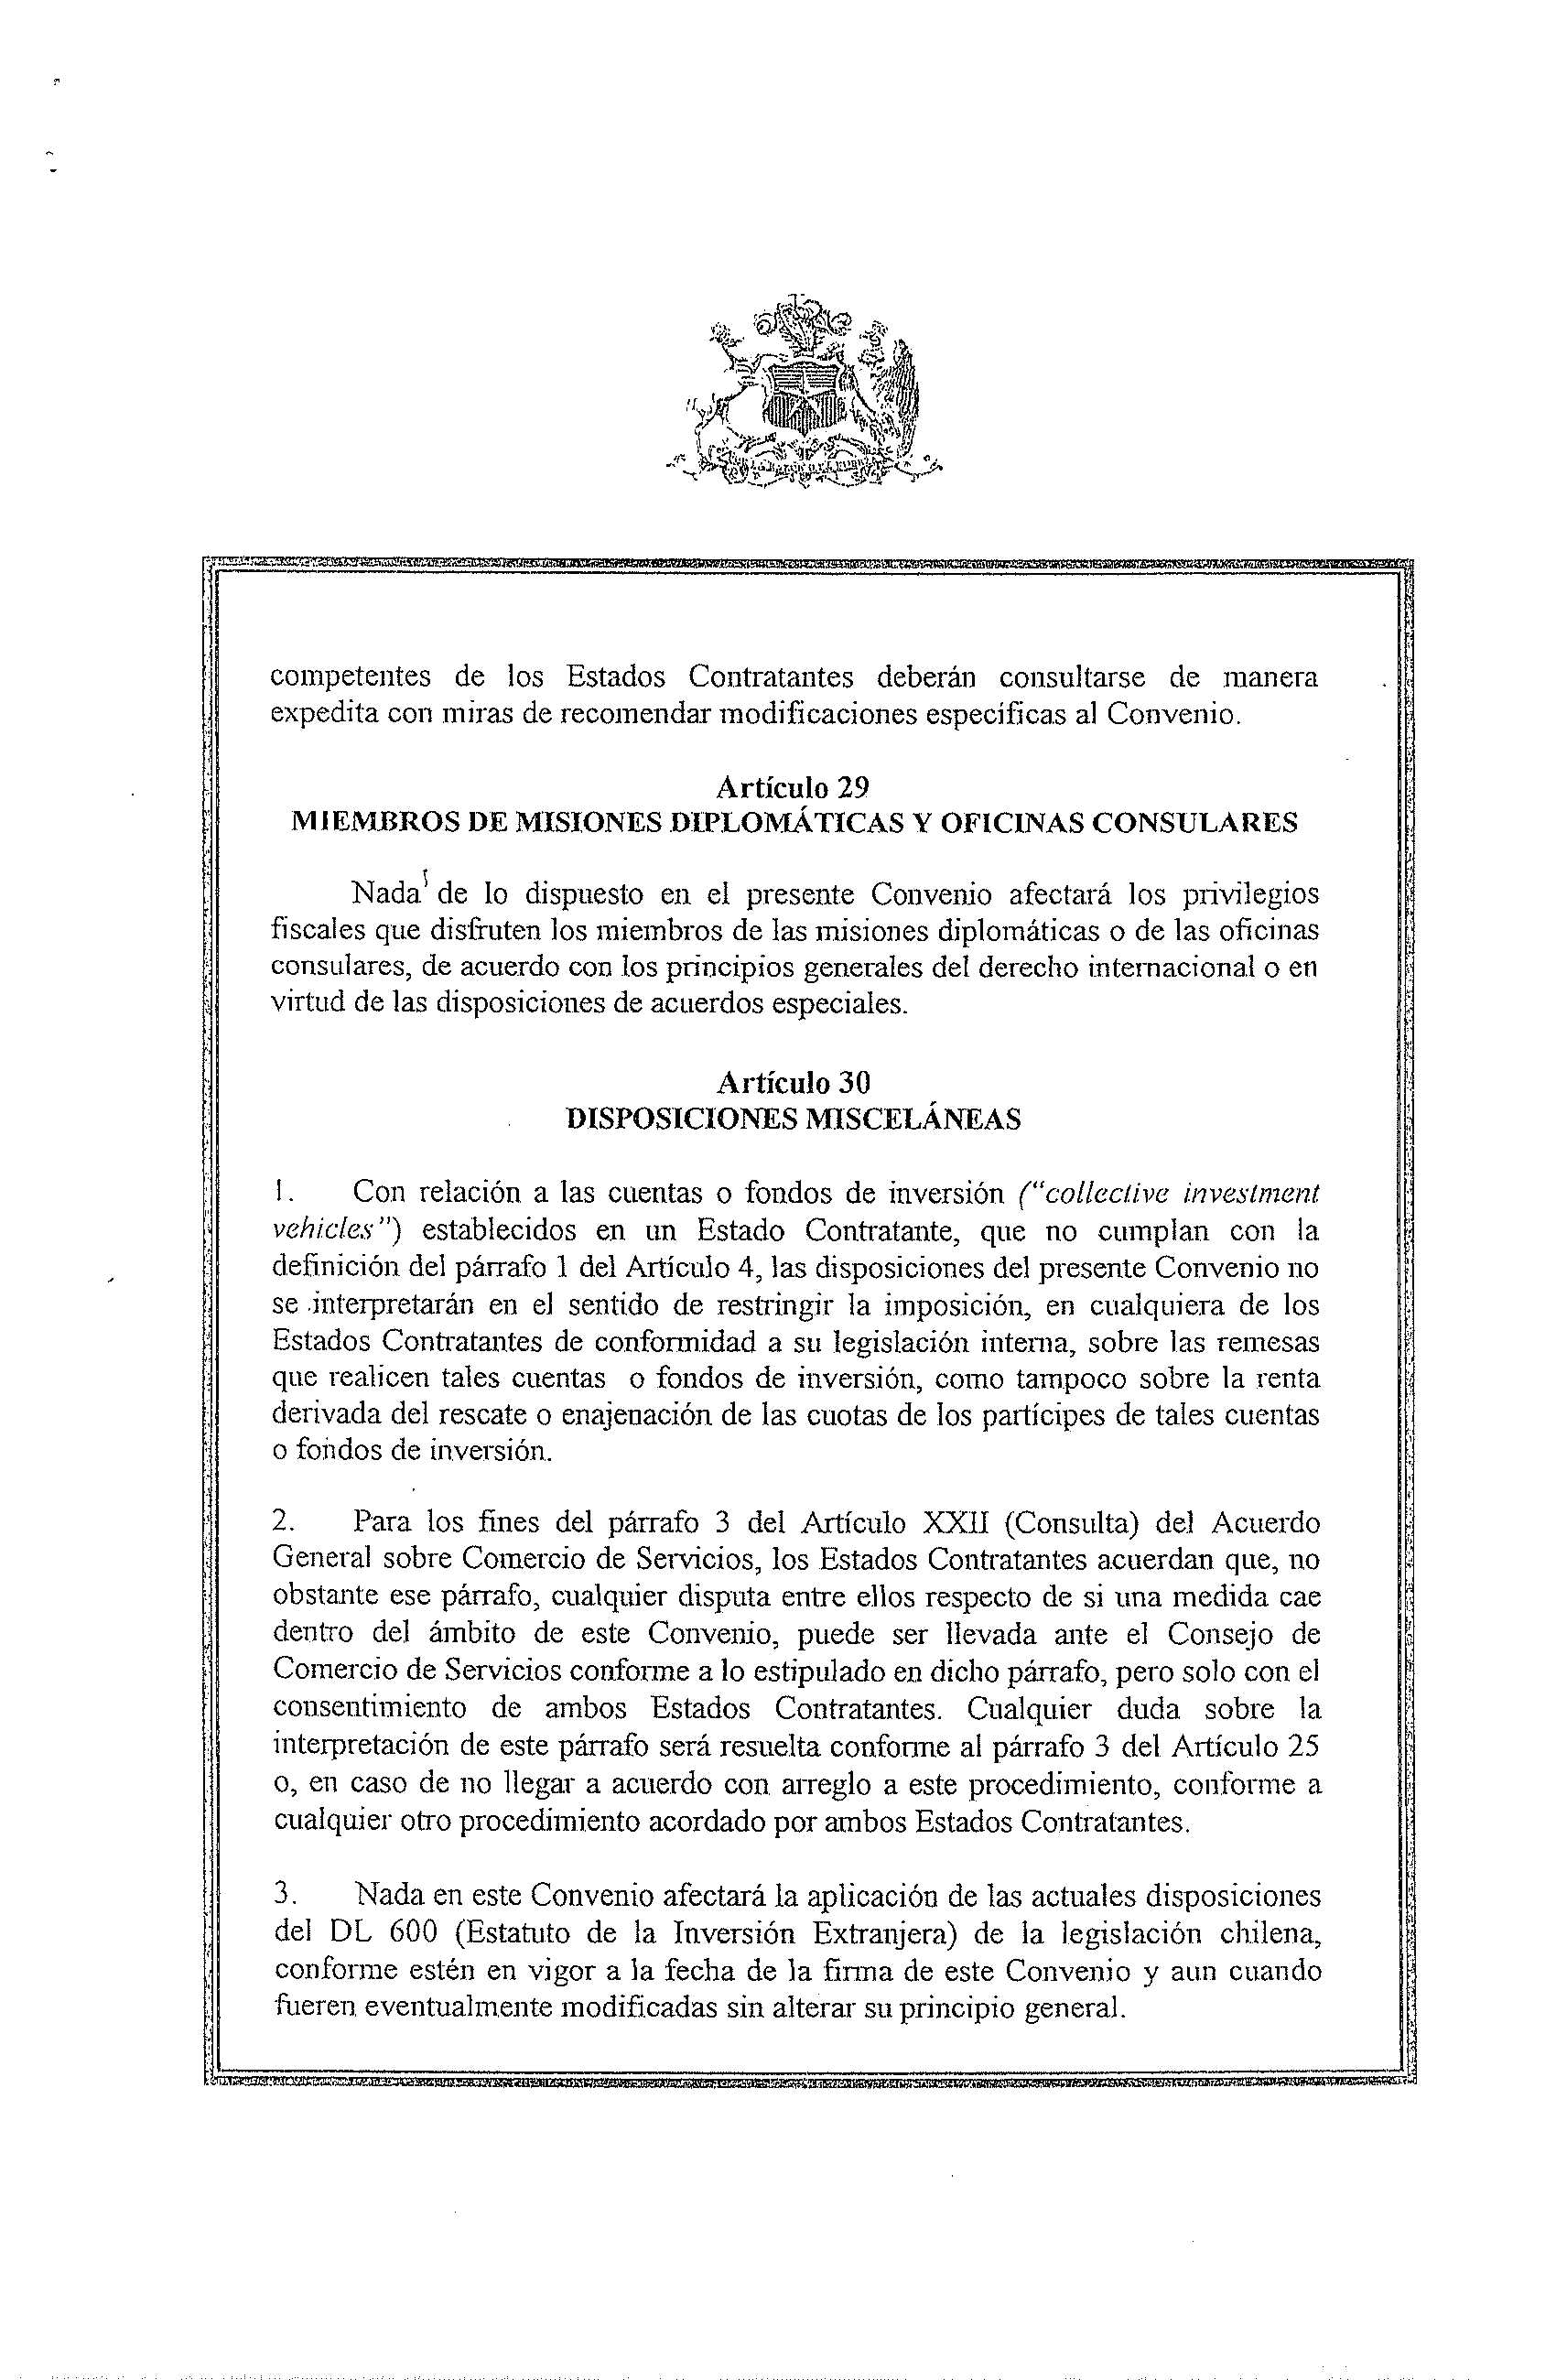 competentes de los Estados Contratantes deberán consultarse de manera
expedita con miras de recomendar modificaciones específicas al Convenio.
Artículo 29
MIEMBROS DE MISIONES DIPLOMÁTICAS Y OFICINAS CONSULARES
Nada de lo dispuesto en el presente Convenio afectará los privilegios
fiscales que disfruten los miembros de las misiones diplomáticas o de las oficinas
consulares, de acuerdo con los principios generales del derecho internacional o en
virtud de las disposiciones de acuerdos especiales.
Artículo 30
DISPOSICIONES MISCELÁNEAS
1. Con relación a las cuentas o fondos de inversión ("collective investment
vehicles") establecidos en un Estado Contratante, que no cumplan con la
definición del párrafo 1 del Artículo 4, las disposiciones del presente Convenio no
se interpretarán en el sentido de restringir la imposición, en cualquiera de los
Estados Contratantes de conformidad a su legislación interna, sobre las remesas
que realicen tales cuentas o fondos de inversión, como tampoco sobre la renta
derivada del rescate o enajenación de las cuotas de los partícipes de tales cuentas
o fondos de inversión.
2. Para los fines del párrafo 3 del Artículo XXII (Consulta) del Acuerdo
General sobre Comercio de Servicios, los Estados Contratantes acuerdan que, no
obstante ese párrafo, cualquier disputa entre ellos respecto de si una medida cae
dentro del ámbito de este Convenio, puede ser llevada ante el Consejo de
Comercio de Servicios conforme a lo estipulado en dicho párrafo, pero solo con el
consentimiento de ambos Estados Contratantes. Cualquier duda sobre la
interpretación de este párrafo será resuelta conforme al párrafo 3 del Artículo 25
o, en caso de no llegar a acuerdo con arreglo a este procedimiento, conforme a
cualquier otro procedimiento acordado por ambos Estados Contratantes.
3. Nada en este Convenio afectará la aplicación de las actuales disposiciones
del DL 600 (Estatuto de la Inversión Extranjera) de la legislación chilena,
conforme estén en vigor a la fecha de la firma de este Convenio y aun cuando
fueren eventualmente modificadas sin alterar su principio general.